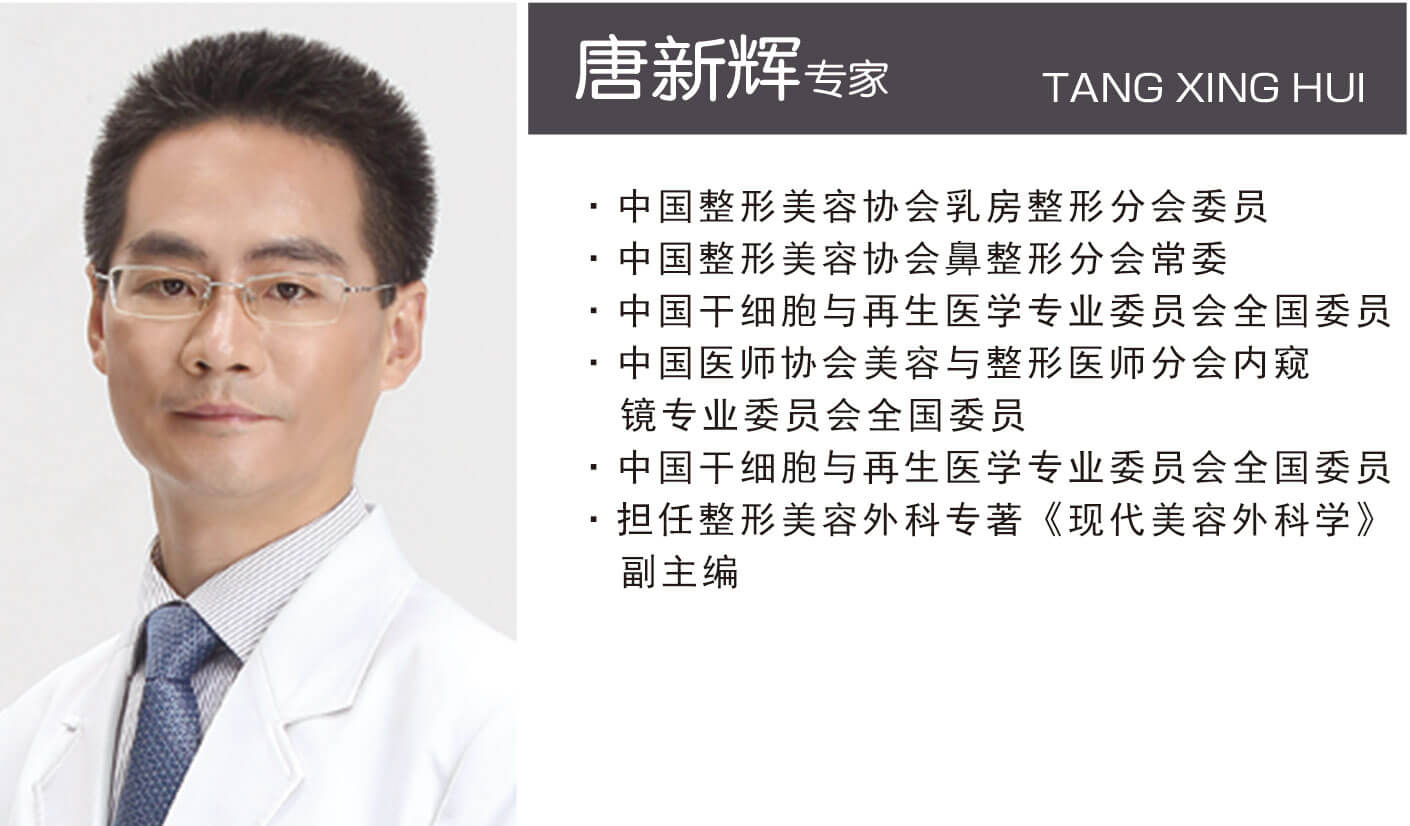 唐新辉专家 TANG XING HUI
· 中国整形美容协会乳房整形分会委员
· 中国整形美容协会鼻整形分会常委
· 中国干细胞与再生医学专业委员会全国委员
· 中国医师协会美容与整形医师分会内窥
镜专业委员会全国委员
· 中国干细胞与再生医学专业委员会全国委员
· 担任整形美容外科专著《现代美容外科学》
副主编